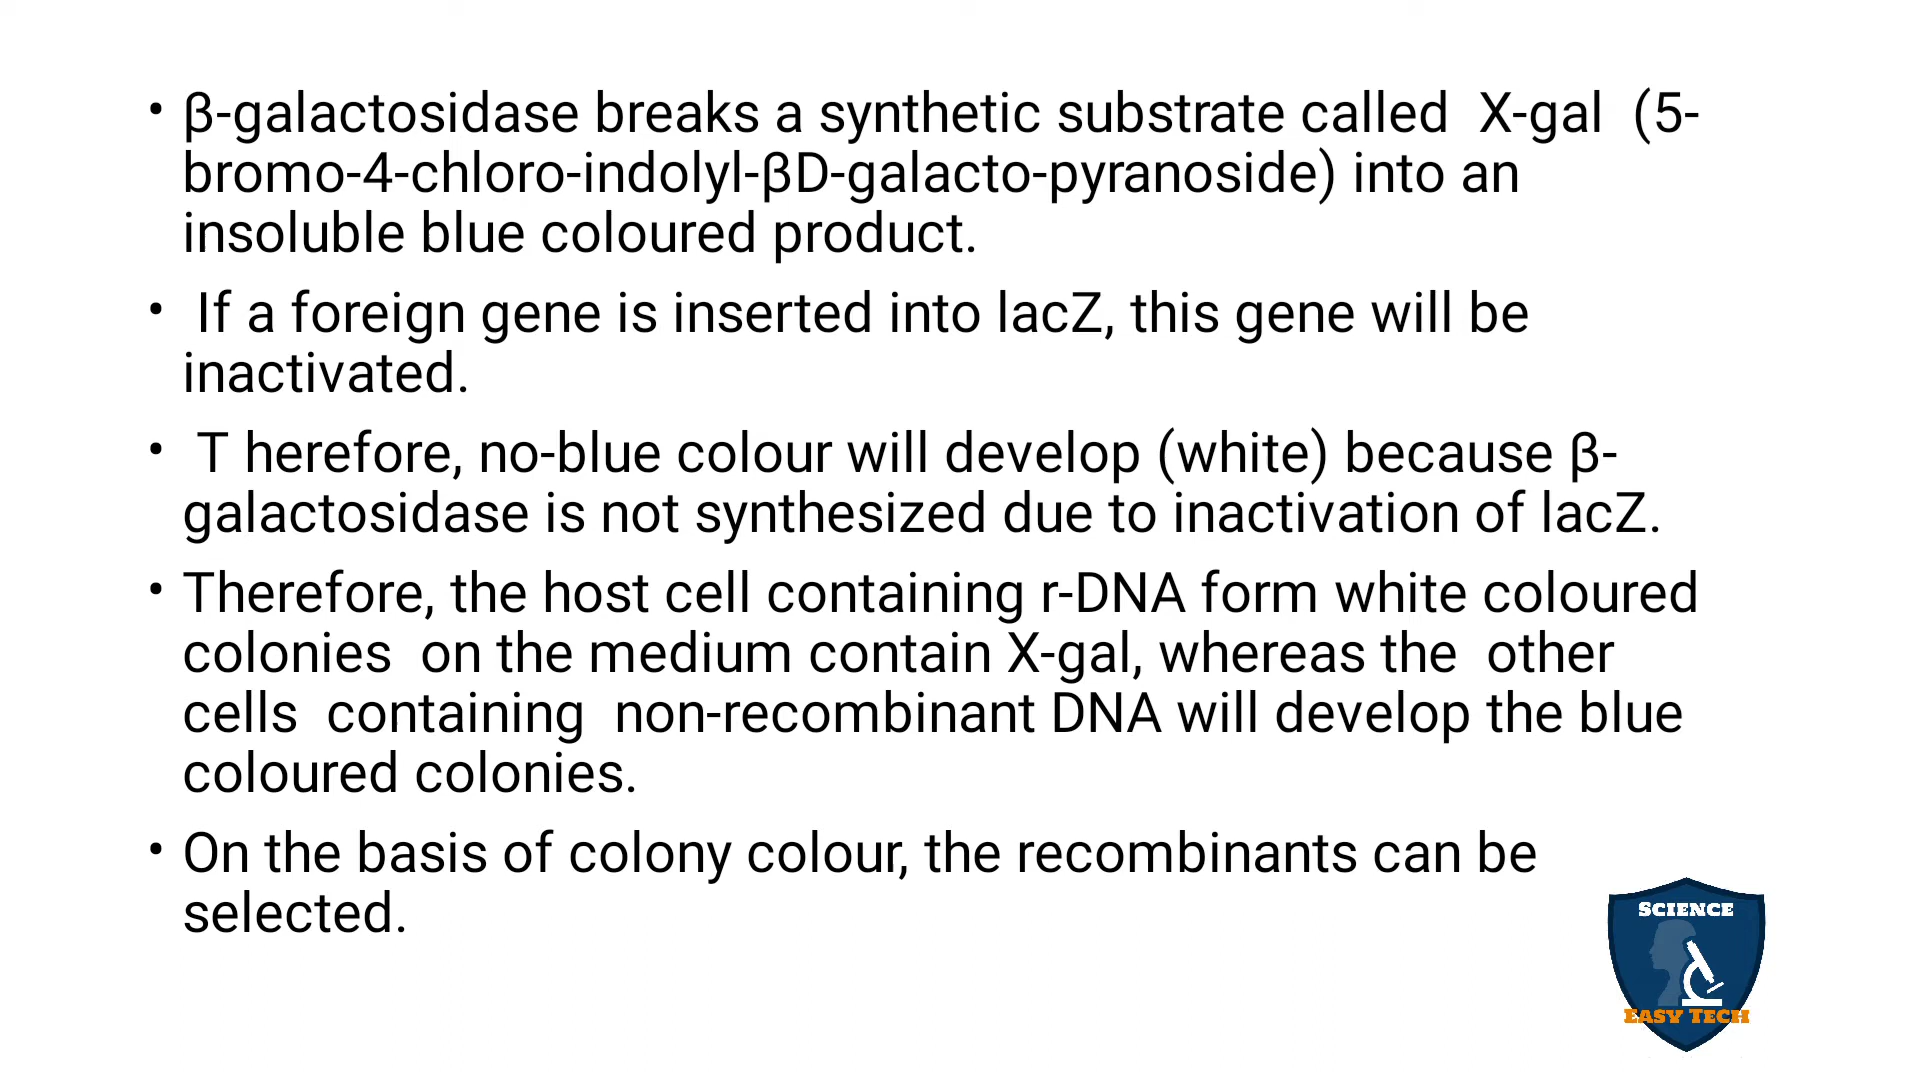 • β-galactosidase breaks a synthetic substrate called X-gal (5-
bromo-4-chloro-indolyl-βD-galacto-pyranoside) into an
insoluble blue coloured product.
• If a foreign gene is inserted into lacZ, this gene will be
inactivated.
• T herefore, no-blue colour will develop (white) because β-
galactosidase is not synthesized due to inactivation of lacZ.
• Therefore, the host cell containing r-DNA form white coloured
colonies on the medium contain X-gal, whereas the other
cells containing non-recombinant DNA will develop the blue
coloured colonies.
• On the basis of colony colour, the recombinants can be
selected.
SCIENCE
EASY TECH